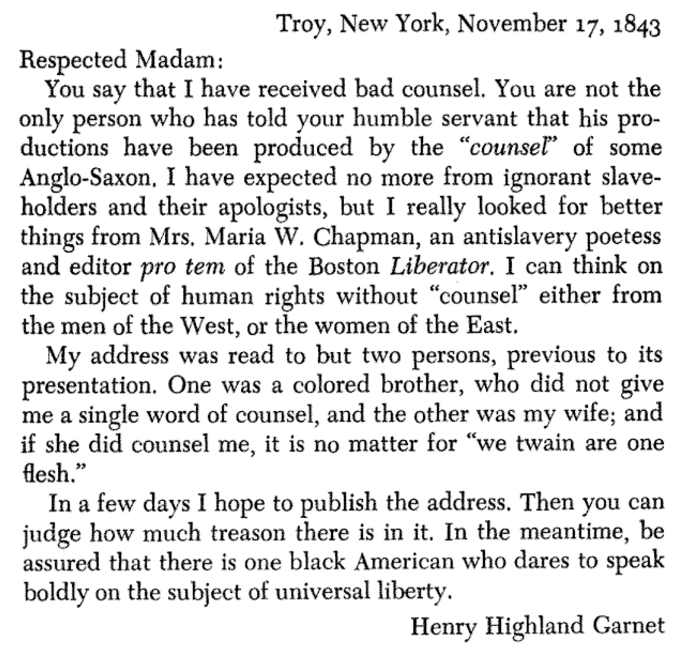 Troy, New York, November 17, 1843
Respected Madam:
You say that I have received bad counsel. You are not the
only person who has told your humble servant that his pro-
ductions have been produced by the "counsel" of some
Anglo-Saxon. I have expected no more from ignorant slave-
holders and their apologists, but I really looked for better
things from Mrs. Maria W. Chapman, an antislavery poetess
and editor pro tem of the Boston Liberator. I can think on
the subject of human rights without "counsel" either from
the men of the West, or the women of the East.
My address was read to but two persons, previous to its
presentation. One was a colored brother, who did not give
me a single word of counsel, and the other was my wife; and
if she did counsel me, it is no matter for "we twain are one
flesh."
In a few days I hope to publish the address. Then you can
judge how much treason there is in it. In the meantime, be
assured that there is one black American who dares to speak
boldly on the subject of universal liberty.
Henry Highland Garnet